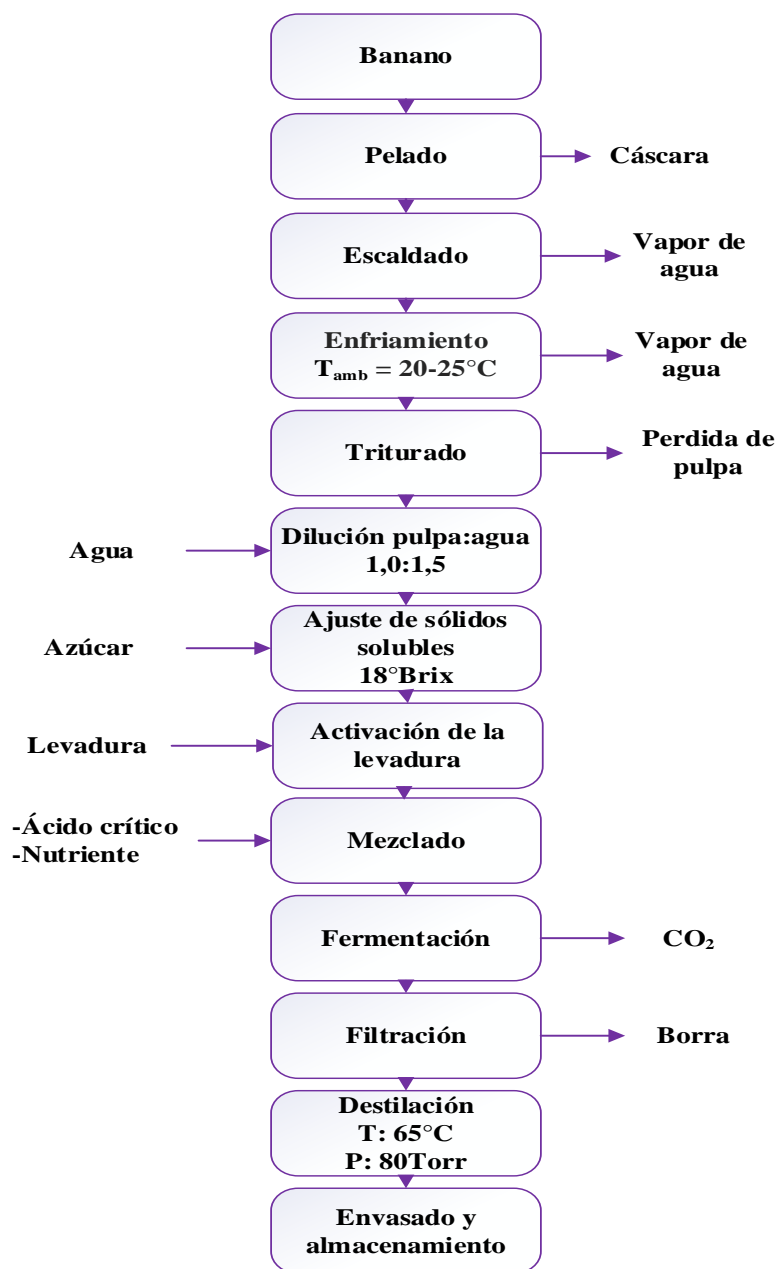 Banano
Pelado
Cáscara
Escaldado
Vapor de
agua
Enfriamiento
Tₐₘb = 20-25°C
Vapor de
agua
Triturado
Perdida de
pulpa
Agua
Dilución pulpa:agua
1,0:1,5
Azúcar
Ajuste de sólidos
solubles
18°Brix
Levadura
Activación de la
levadura
-Ácido crítico
-Nutriente
Mezclado
Fermentación
CO₂
Filtración
Borra
Destilación
T: 65°C
P: 80Torr
Envasado y
almacenamiento